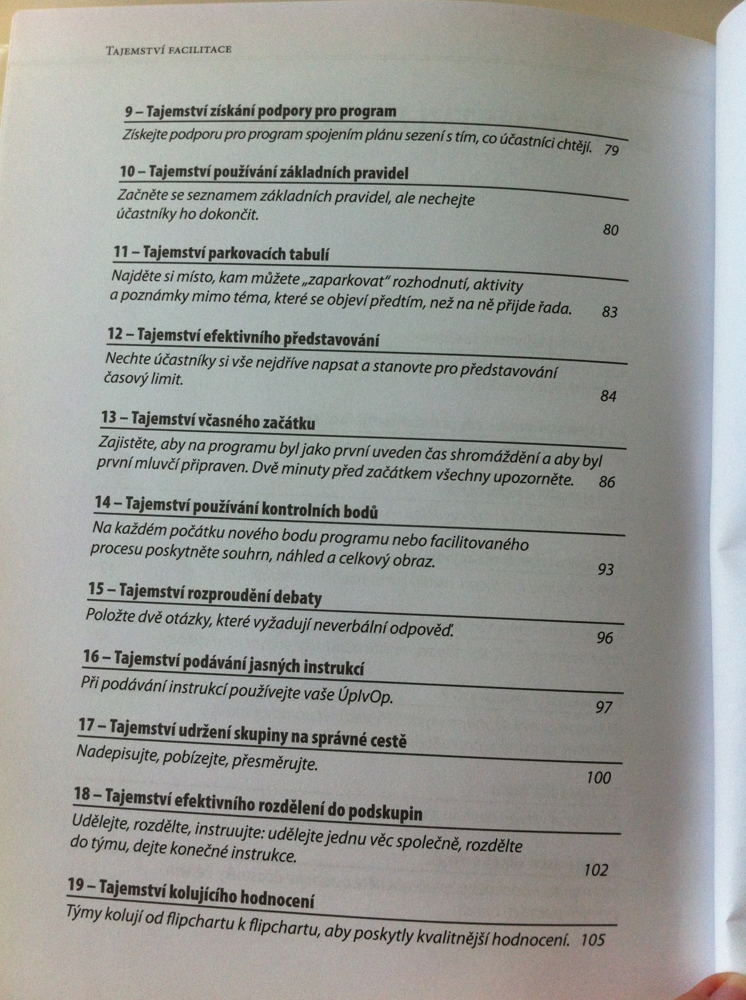 Tajemství facilitace
9 – Tajemství získání podpory pro program
Získejte podporu pro program spojením plánu sezení s tím, co účastníci chtějí. 79
10 – Tajemství používání základních pravidel
Začněte se seznamem základních pravidel, ale nechejte
účastníky ho dokončit. 80
11 – Tajemství parkovacích tabulí
Najděte si místo, kam můžete „zaparkovat“ rozhodnutí, aktivity
a poznámky mimo téma, které se objeví předtím, než na ně přijde řada. 83
12 – Tajemství efektivního představování
Nechte účastníky si vše nejdříve napsat a stanovte pro představování
časový limit. 84
13 – Tajemství včasného začátku
Zajistěte, aby na programu byl jako první uveden čas shromáždění a aby byl
první mluvčí připraven. Dvě minuty před začátkem všechny upozorněte. 86
14 – Tajemství používání kontrolních bodů
Na každém počátku nového bodu programu nebo facilitovaného
procesu poskytněte souhrn, náhled a celkový obraz. 93
15 – Tajemství rozproudění debaty
Položte dvě otázky, které vyžadují neverbální odpověď. 96
16 – Tajemství podávání jasných instrukcí
Při podávání instrukcí používejte vaše ÚpIvOp. 97
17 – Tajemství udržení skupiny na správné cestě
Nadepisujte, pobízejte, přesměrujte. 100
18 – Tajemství efektivního rozdělení do podskupin
Udělejte, rozdělte, instruujte: udělejte jednu věc společně, rozdělte
do týmu, dejte konečné instrukce. 102
19 – Tajemství kolujícího hodnocení
Týmy kolují od flipchartu k flipchartu, aby poskytly kvalitnější hodnocení. 105